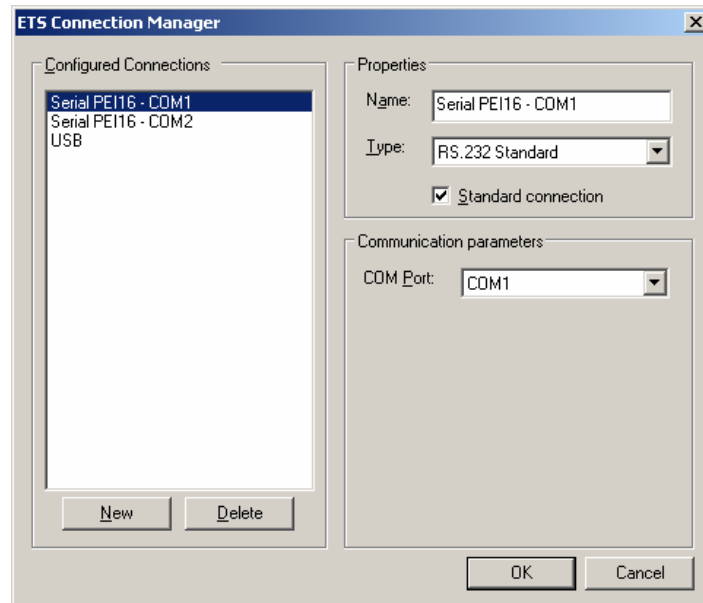 ETS Connection Manager
Configured Connections
Serial PEI16 - COM1
Serial PEI16 - COM2
USB
New
Delete
Properties
Name:
Serial PEI16 - COM1
Type:
RS.232 Standard
Standard connection
Communication parameters
COM Port:
COM1
OK
Cancel